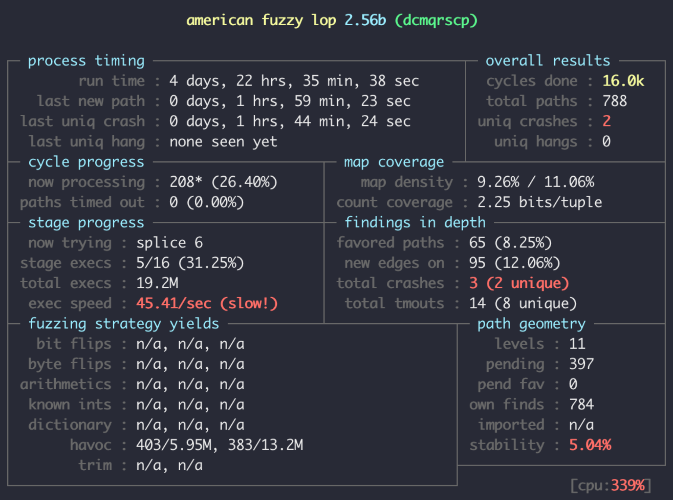 american fuzzy lop 2.56b (dcmqrscp)
process timing
run time : 4 days, 22 hrs, 35 min, 38 sec
last new path : 0 days, 1 hrs, 59 min, 23 sec
last uniq crash : 0 days, 1 hrs, 44 min, 24 sec
last uniq hang : none seen yet
overall results
cycles done : 16.0k
total paths : 788
uniq crashes : 2
uniq hangs : 0
cycle progress
now processing : 208* (26.40%)
paths timed out : 0 (0.00%)
map coverage
map density : 9.26% / 11.06%
count coverage : 2.25 bits/tuple
stage progress
now trying : splice 6
stage execs : 5/16 (31.25%)
total execs : 19.2M
exec speed : 45.41/sec (slow!)
findings in depth
favored paths : 65 (8.25%)
new edges on : 95 (12.06%)
total crashes : 3 (2 unique)
total tmouts : 14 (8 unique)
fuzzing strategy yields
bit flips : n/a, n/a, n/a
byte flips : n/a, n/a, n/a
arithmetics : n/a, n/a, n/a
known ints : n/a, n/a, n/a
dictionary : n/a, n/a, n/a
havoc : 403/5.95M, 383/13.2M
trim : n/a, n/a
path geometry
levels : 11
pending : 397
pend fav : 0
own finds : 784
imported : n/a
stability : 5.04%
[cpu:339%]